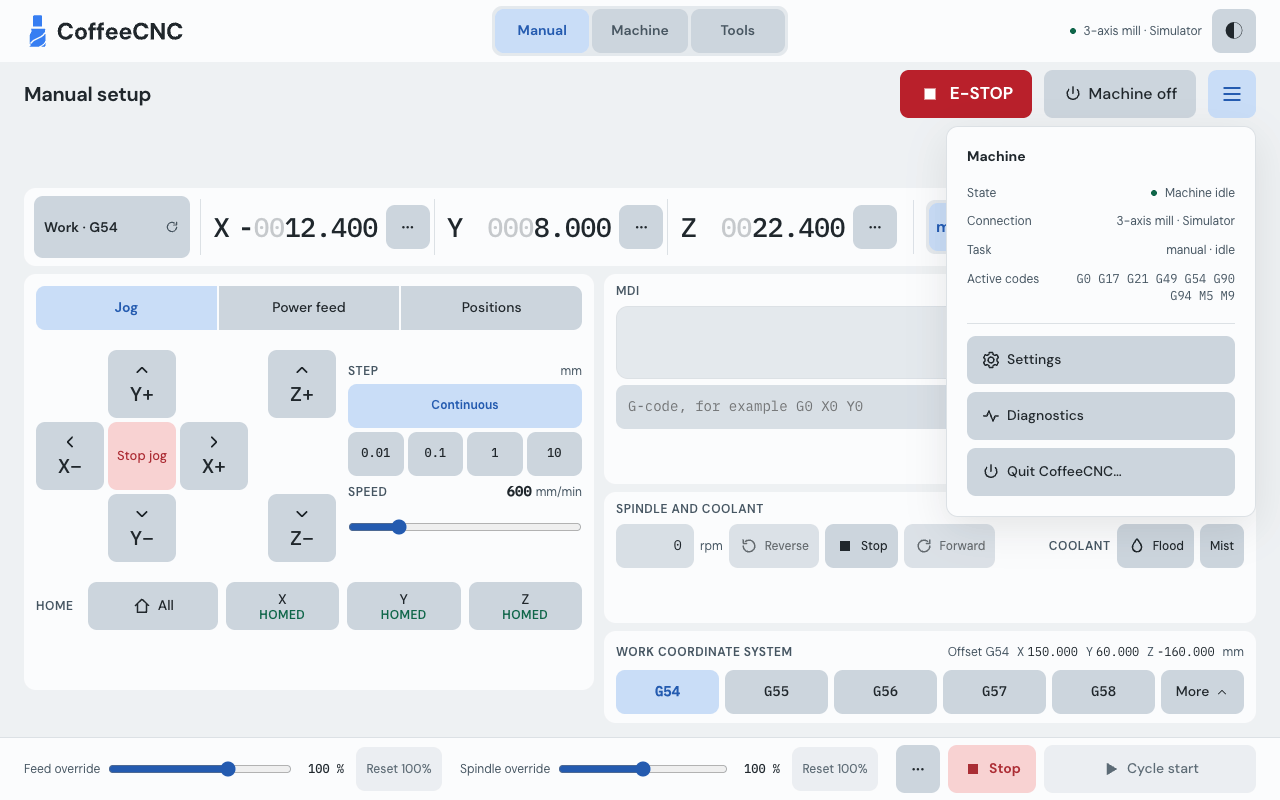 CoffeeCNC
Manual
Machine
Tools
3-axis mill · Simulator
Manual setup
E-STOP
Machine off
Machine
State
Machine idle
Connection
3-axis mill · Simulator
Task
manual · idle
Active codes
G0 G17 G21 G49 G54 G90
G94 M5 M9
Settings
Diagnostics
Quit CoffeeCNC…
Work · G54
X -0012.400
Y 0008.000
Z 0022.400
Jog
Power feed
Positions
Y+
Z+
X−
Stop jog
X+
Y−
Z−
STEP
mm
Continuous
0.01
0.1
1
10
SPEED
600 mm/min
HOME
All
X
HOMED
Y
HOMED
Z
HOMED
MDI
G-code, for example G0 X0 Y0
SPINDLE AND COOLANT
0 rpm
Reverse
Stop
Forward
COOLANT
Flood
Mist
WORK COORDINATE SYSTEM
Offset G54 X 150.000 Y 60.000 Z -160.000 mm
G54
G55
G56
G57
G58
More
Feed override
100 %
Reset 100%
Spindle override
100 %
Reset 100%
Stop
Cycle start